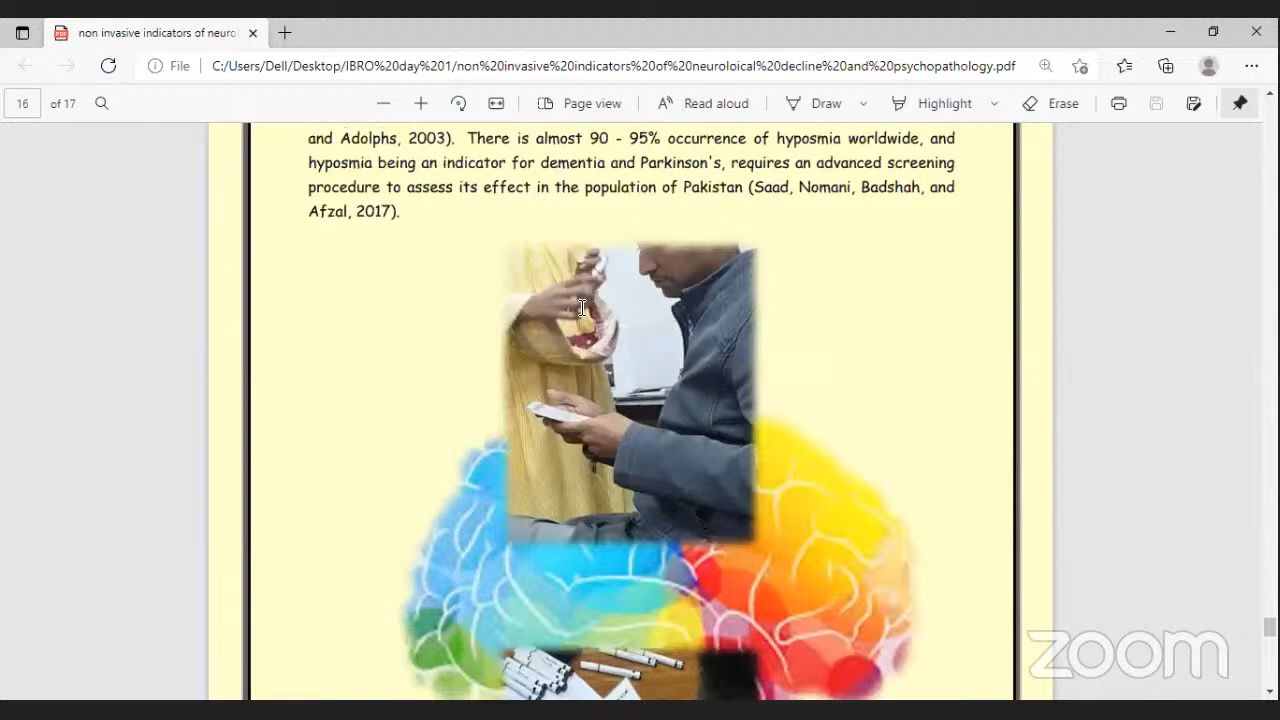 non invasive indicators of neuro
File C:/Users/Dell/Desktop/IBRO%20day%201/non%20invasive%20indicators%20of%20neuroloical%20decline%20and%20psychopathology.pdf
16 of 17 Page view Read aloud Draw Highlight Erase
and Adolphs, 2003). There is almost 90 - 95% occurrence of hyposmia worldwide, and
hyposmia being an indicator for dementia and Parkinson's, requires an advanced screening
procedure to assess its effect in the population of Pakistan (Saad, Nomani, Badshah, and
Afzal, 2017).
zoom